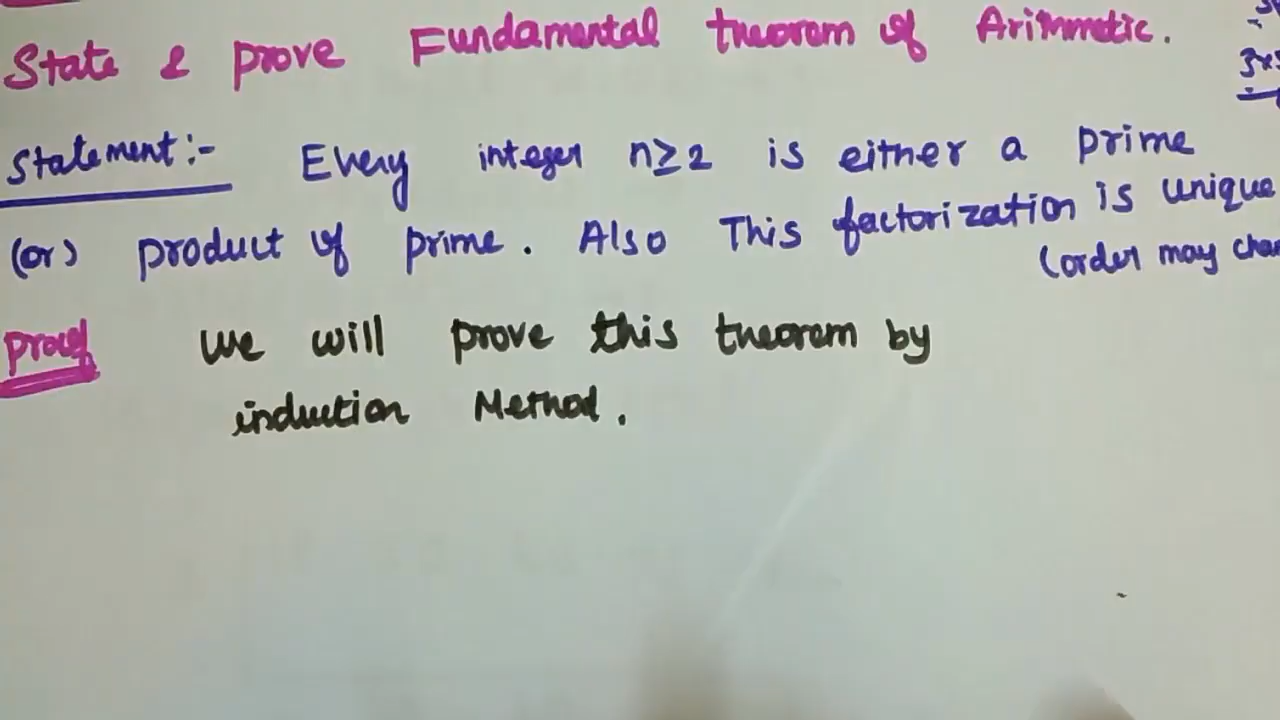 State & prove Fundamental theorem of Arithmetic.
Statement:- Every integer n≥2 is either a prime
(or) product of prime. Also This factorization is unique
(order may chan
Proof We will prove this theorem by
induction Method.